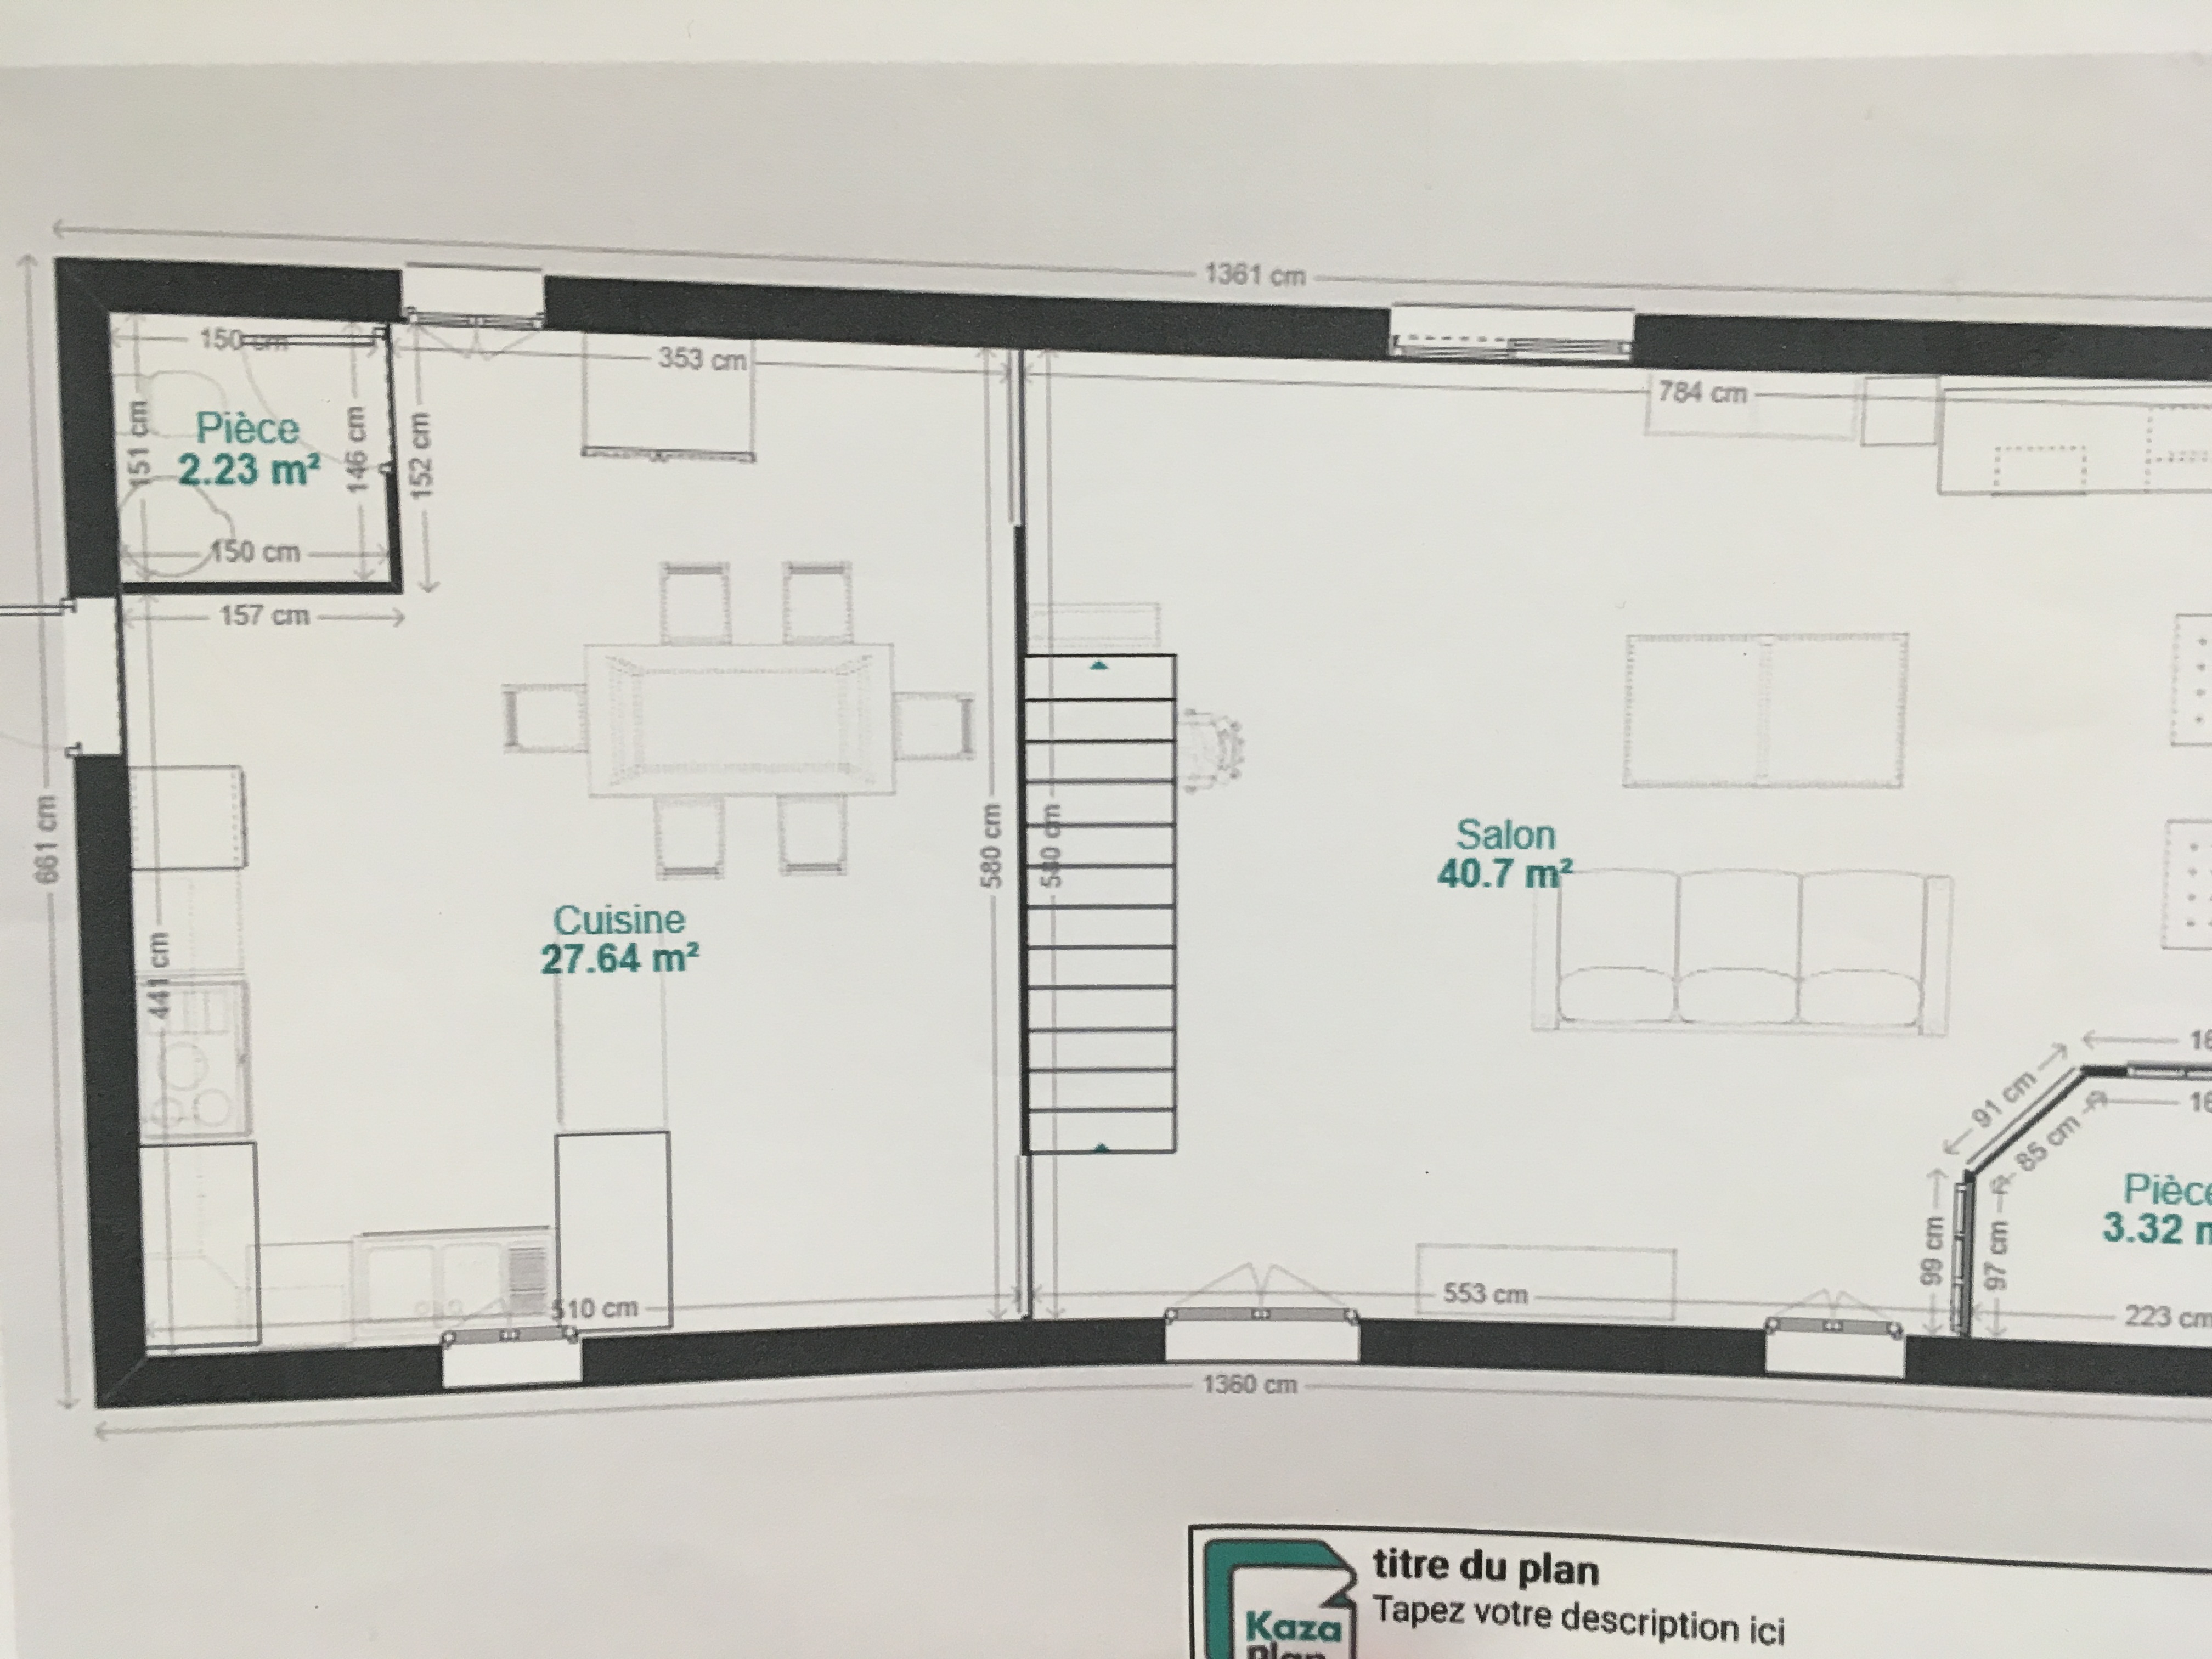 1361 cm
150 cm
353 cm
784 cm
151 cm
Pièce
2.23 m²
146 cm
152 cm
150 cm
157 cm
661 cm
580 cm
580 cm
Salon
40.7 m²
Cuisine
27.64 m²
441 cm
91 cm
85 cm
Pièce
3.32 m
99 cm
97 cm
510 cm
553 cm
223 cm
1360 cm
titre du plan
Tapez votre description ici
Kaza
Plan